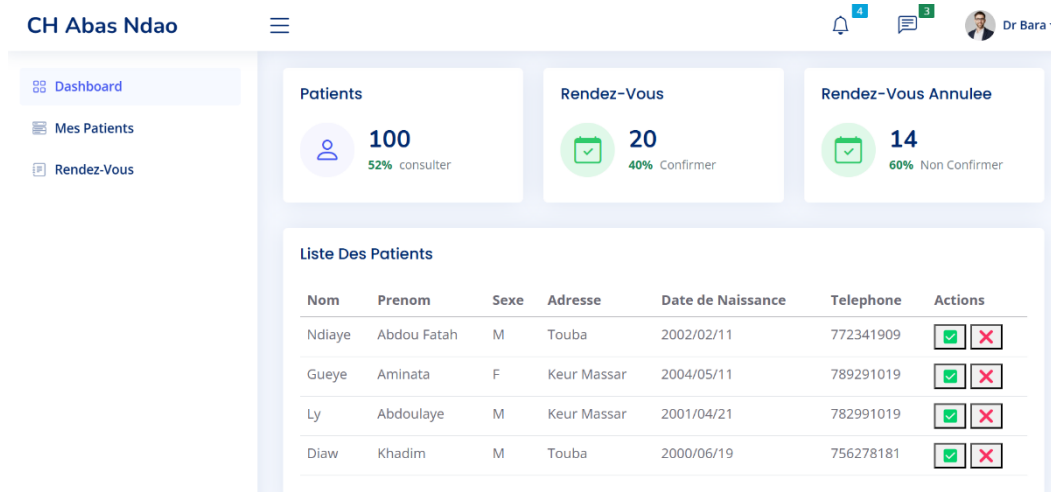 CH Abas Ndao
4
3
Dr Bara
Dashboard
Mes Patients
Rendez-Vous
Patients
100
52% consulter
Rendez-Vous
20
40% Confirmer
Rendez-Vous Annulee
14
60% Non Confirmer
Liste Des Patients
Nom Prenom Sexe Adresse Date de Naissance Telephone Actions
Ndiaye Abdou Fatah M Touba 2002/02/11 772341909
Gueye Aminata F Keur Massar 2004/05/11 789291019
Ly Abdoulaye M Keur Massar 2001/04/21 782991019
Diaw Khadim M Touba 2000/06/19 756278181